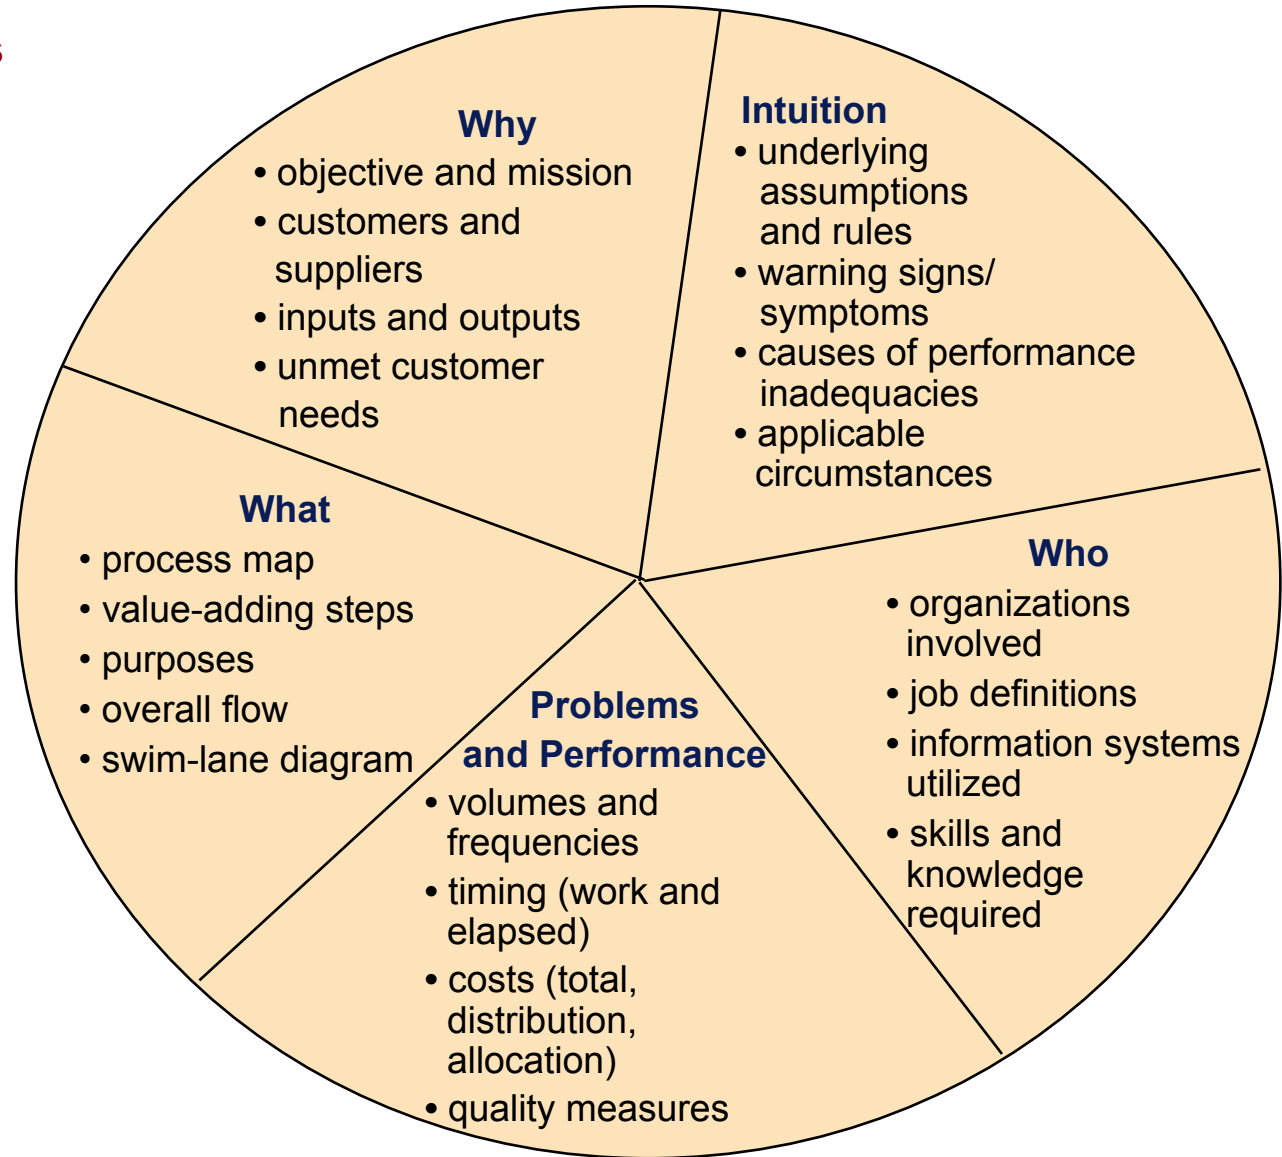 s
Why
• objective and mission
• customers and
suppliers
• inputs and outputs
• unmet customer
needs
Intuition
• underlying
assumptions
and rules
• warning signs/
symptoms
• causes of performance
inadequacies
• applicable
circumstances
What
• process map
• value-adding steps
• purposes
• overall flow
• swim-lane diagram
Who
• organizations
involved
• job definitions
• information systems
utilized
• skills and
knowledge
required
Problems
and Performance
• volumes and
frequencies
• timing (work and
elapsed)
• costs (total,
distribution,
allocation)
• quality measures